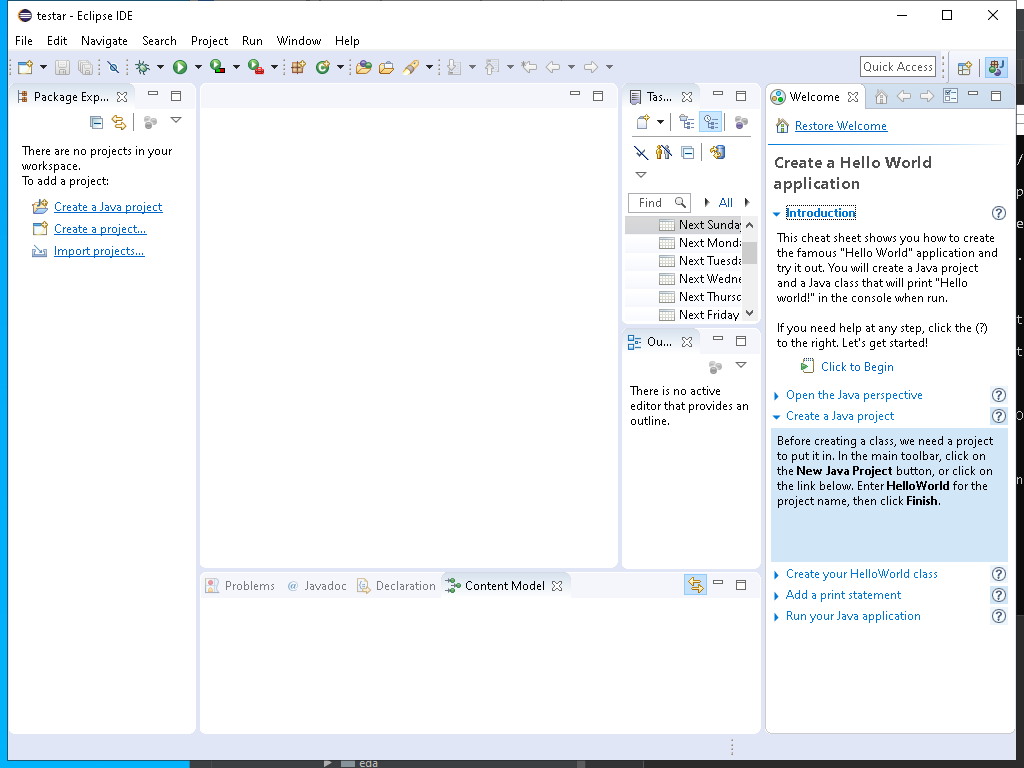 testar - Eclipse IDE
File Edit Navigate Search Project Run Window Help
Quick Access
Package Exp...
There are no projects in your
workspace.
To add a project:
Create a Java project
Create a project...
Import projects...
Tas...
Find
All
Next Sunday
Next Monda
Next Tuesda
Next Wedne
Next Thursd
Next Friday
Ou...
There is no active
editor that provides an
outline.
Problems @ Javadoc Declaration Content Model
Welcome
Restore Welcome
Create a Hello World
application
Introduction
This cheat sheet shows you how to create
the famous "Hello World" application and
try it out. You will create a Java project
and a Java class that will print "Hello
world!" in the console when run.
If you need help at any step, click the (?)
to the right. Let's get started!
Click to Begin
Open the Java perspective
Create a Java project
Before creating a class, we need a project
to put it in. In the main toolbar, click on
the New Java Project button, or click on
the link below. Enter HelloWorld for the
project name, then click Finish.
Create your HelloWorld class
Add a print statement
Run your Java application
eda